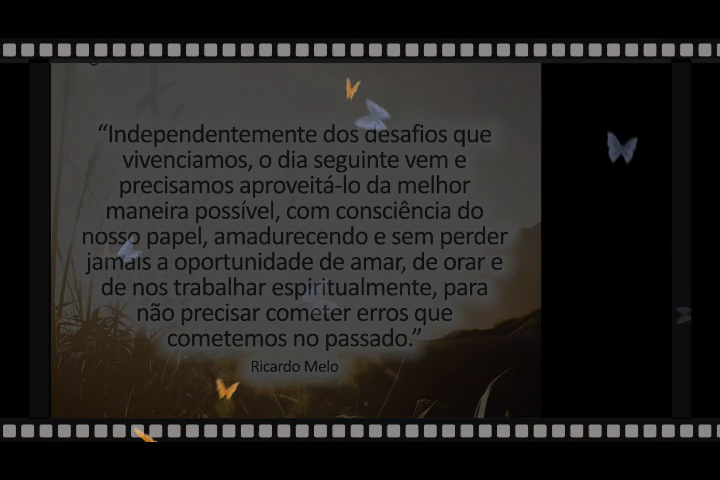 “Independentemente dos desafios que
vivenciamos, o dia seguinte vem e
precisamos aproveitá-lo da melhor
maneira possível, com consciência do
nosso papel, amadurecendo e sem perder
jamais a oportunidade de amar, de orar e
de nos trabalhar espiritualmente, para
não precisar cometer erros que
cometemos no passado.”
Ricardo Melo